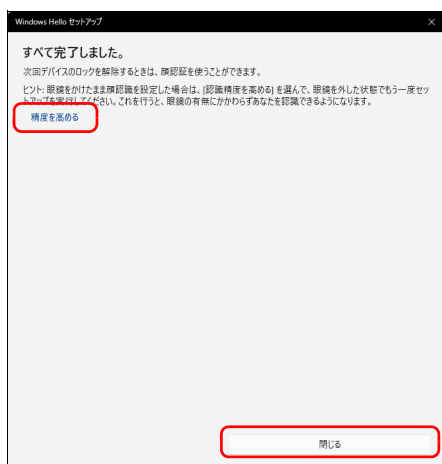 Windows Hello セットアップ
すべて完了しました。
次回デバイスのロックを解除するときは、顔認証を使うことができます。
ヒント: 眼鏡をかけたまま顔認識を設定した場合は、[認識精度を高める] を選んで、眼鏡を外した状態でもう一度セッ
トアップを実行してください。これを行うと、眼鏡の有無にかかわらずあなたを認識できるようになります。
精度を高める
閉じる